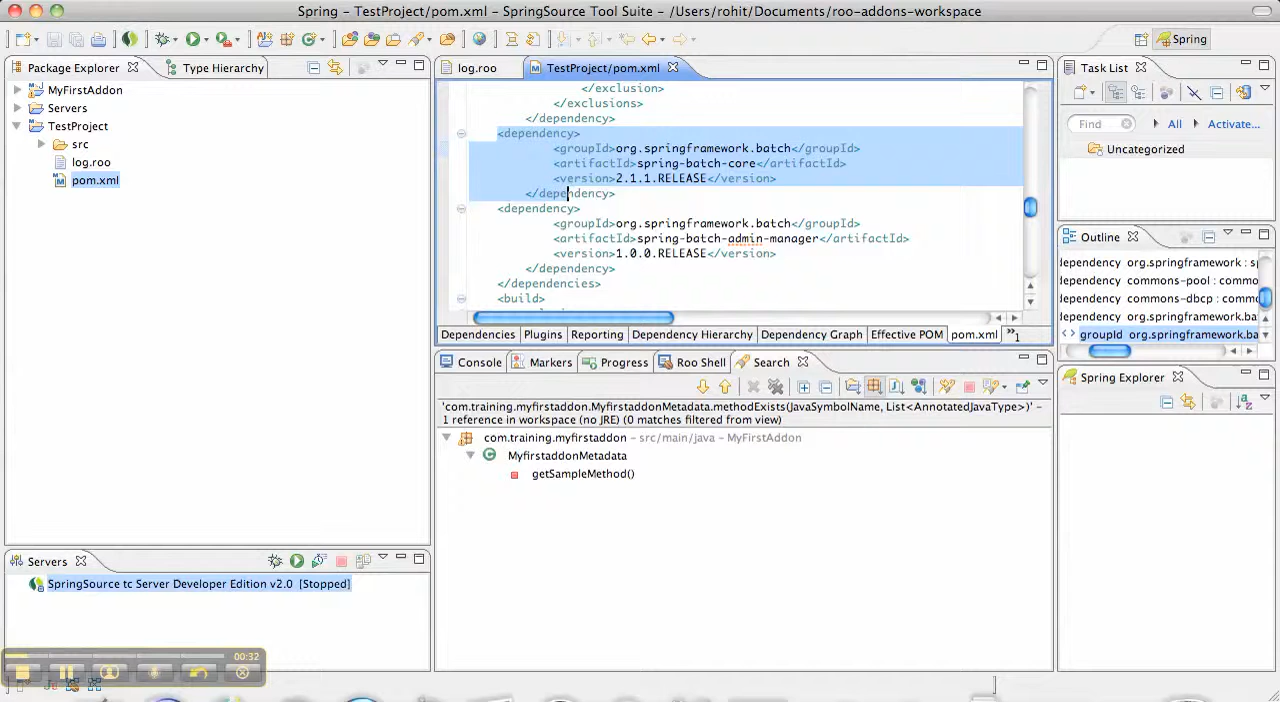 Spring - TestProject/pom.xml - SpringSource Tool Suite - /Users/rohit/Documents/roo-addons-workspace
Spring
Package Explorer
Type Hierarchy
MyFirstAddon
Servers
TestProject
src
log.roo
pom.xml
log.roo
TestProject/pom.xml
</exclusion>
</exclusions>
</dependency>
<dependency>
<groupId>org.springframework.batch</groupId>
<artifactId>spring-batch-core</artifactId>
<version>2.1.1.RELEASE</version>
</dependency>
<dependency>
<groupId>org.springframework.batch</groupId>
<artifactId>spring-batch-admin-manager</artifactId>
<version>1.0.0.RELEASE</version>
</dependency>
</dependencies>
<build>
Dependencies Plugins Reporting Dependency Hierarchy Dependency Graph Effective POM pom.xml »1
Task List
Find All Activate...
Uncategorized
Outline
dependency org.springframework : sp
dependency commons-pool : commo
dependency commons-dbcp : commo
dependency org.springframework.ba
groupId org.springframework.ba
Console Markers Progress Roo Shell Search
'com.training.myfirstaddon.MyfirstaddonMetadata.methodExists(JavaSymbolName, List<AnnotatedJavaType>)' -
1 reference in workspace (no JRE) (0 matches filtered from view)
com.training.myfirstaddon - src/main/java - MyFirstAddon
MyfirstaddonMetadata
getSampleMethod()
Spring Explorer
Servers
SpringSource tc Server Developer Edition v2.0 [Stopped]
00:32